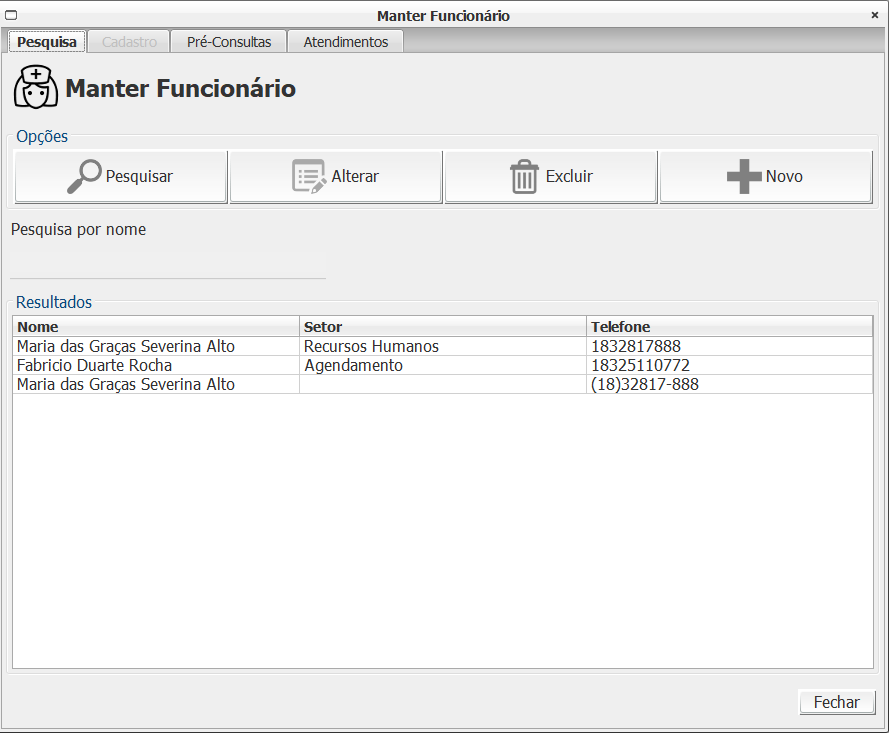 Manter Funcionário
Pesquisa Cadastro Pré-Consultas Atendimentos
Manter Funcionário
Opções
Pesquisar Alterar Excluir Novo
Pesquisa por nome
Resultados
Nome Setor Telefone
Maria das Graças Severina Alto Recursos Humanos 1832817888
Fabricio Duarte Rocha Agendamento 18325110772
Maria das Graças Severina Alto (18)32817-888
Fechar